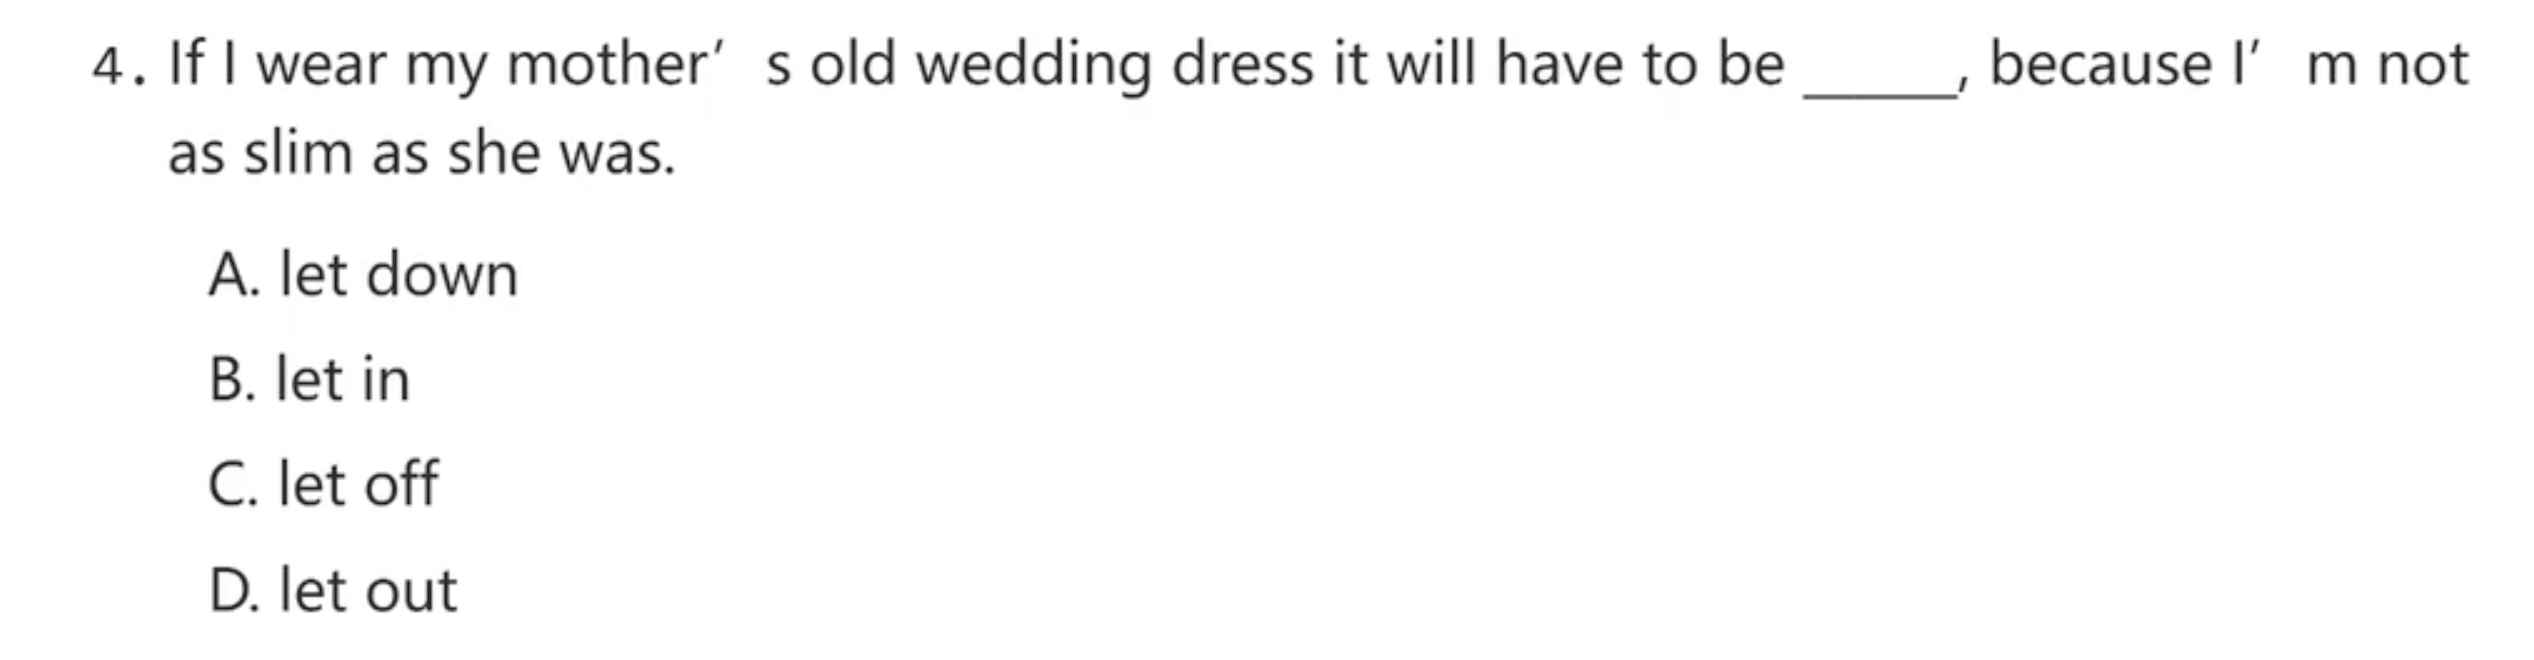 4. If I wear my mother′ s old wedding dress it will have to be _____, because I′ m not
as slim as she was.
A. let down
B. let in
C. let off
D. let out